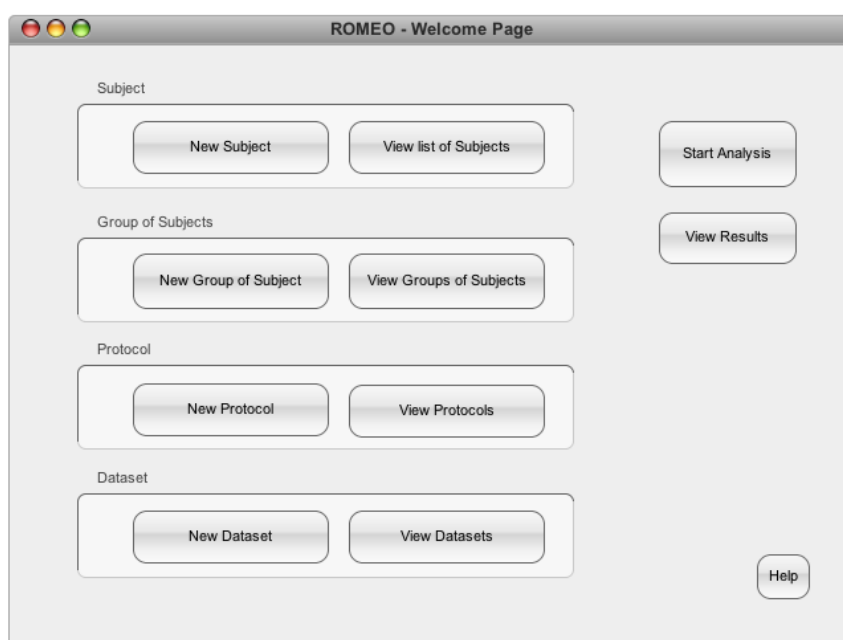 ROMEO - Welcome Page
Subject
New Subject
View list of Subjects
Start Analysis
Group of Subjects
View Results
New Group of Subject
View Groups of Subjects
Protocol
New Protocol
View Protocols
Dataset
New Dataset
View Datasets
Help